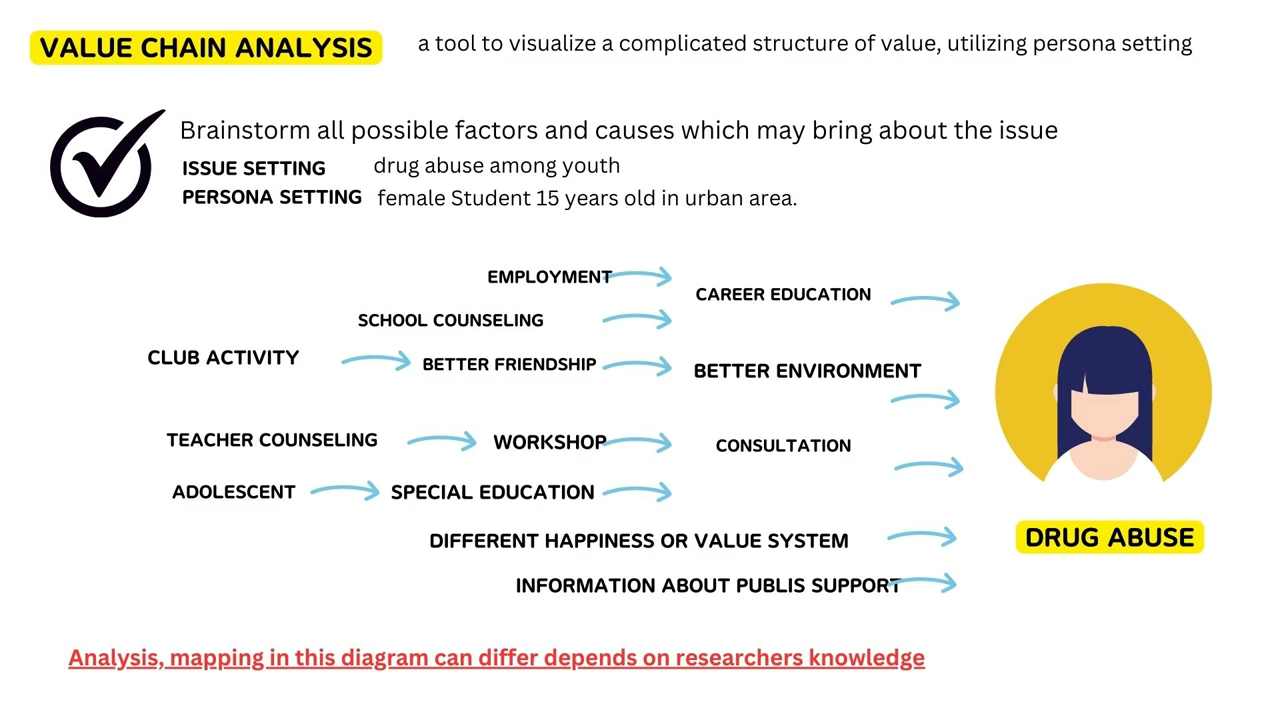 VALUE CHAIN ANALYSIS
a tool to visualize a complicated structure of value, utilizing persona setting
Brainstorm all possible factors and causes which may bring about the issue
ISSUE SETTING drug abuse among youth
PERSONA SETTING female Student 15 years old in urban area.
EMPLOYMENT
CAREER EDUCATION
SCHOOL COUNSELING
CLUB ACTIVITY
BETTER FRIENDSHIP
BETTER ENVIRONMENT
TEACHER COUNSELING
WORKSHOP
CONSULTATION
ADOLESCENT
SPECIAL EDUCATION
DIFFERENT HAPPINESS OR VALUE SYSTEM
DRUG ABUSE
INFORMATION ABOUT PUBLIS SUPPORT
Analysis, mapping in this diagram can differ depends on researchers knowledge